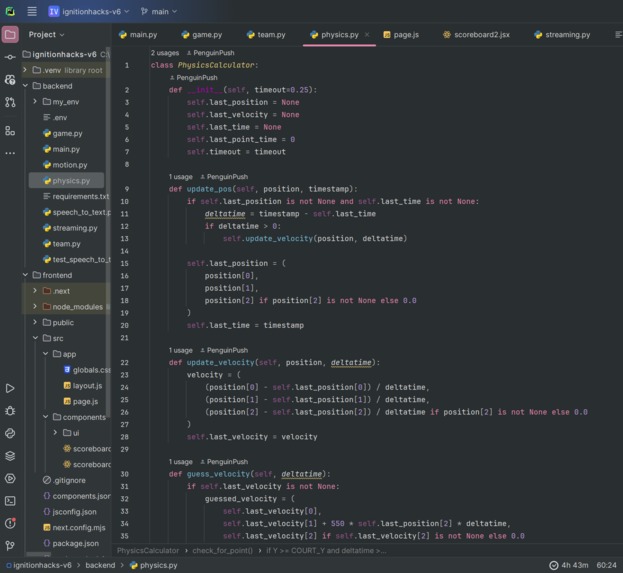 IV ignitionhacks-v6 main
Project
main.py game.py team.py physics.py page.js scoreboard2.jsx streaming.py
ignitionhacks-v6
.venv library root
backend
my_env
.env
game.py
main.py
motion.py
physics.py
requirements.txt
speech_to_text.p
streaming.py
team.py
test_speech_to_t
frontend
.next
node_modules
public
src
app
globals.css
layout.js
page.js
components
ui
scoreboard
scoreboard
.gitignore
components.json
jsconfig.json
next.config.mjs
package.json
2 usages PenguinPush
1 class PhysicsCalculator:
PenguinPush
2 def __init__(self, timeout=0.25):
3 self.last_position = None
4 self.last_velocity = None
5 self.last_time = None
6 self.last_point_time = 0
7 self.timeout = timeout
8
1 usage PenguinPush
9 def update_pos(self, position, timestamp):
10 if self.last_position is not None and self.last_time is not None:
11 deltatime = timestamp - self.last_time
12 if deltatime > 0:
13 self.update_velocity(position, deltatime)
14
15 self.last_position = (
16 position[0],
17 position[1],
18 position[2] if position[2] is not None else 0.0
19 )
20 self.last_time = timestamp
21
1 usage PenguinPush
22 def update_velocity(self, position, deltatime):
23 velocity = (
24 (position[0] - self.last_position[0]) / deltatime,
25 (position[1] - self.last_position[1]) / deltatime,
26 (position[2] - self.last_position[2]) / deltatime if position[2] is not None else 0.0
27 )
28 self.last_velocity = velocity
29
1 usage PenguinPush
30 def guess_velocity(self, deltatime):
31 if self.last_velocity is not None:
32 guessed_velocity = (
33 self.last_velocity[0],
34 self.last_velocity[1] + 550 * self.last_position[2] * deltatime,
35 self.last_velocity[2] if self.last_velocity[2] is not None else 0.0
PhysicsCalculator > check_for_point() > if Y >= COURT_Y and deltatime >...
ignitionhacks-v6 > backend > physics.py 4h 43m 60:24